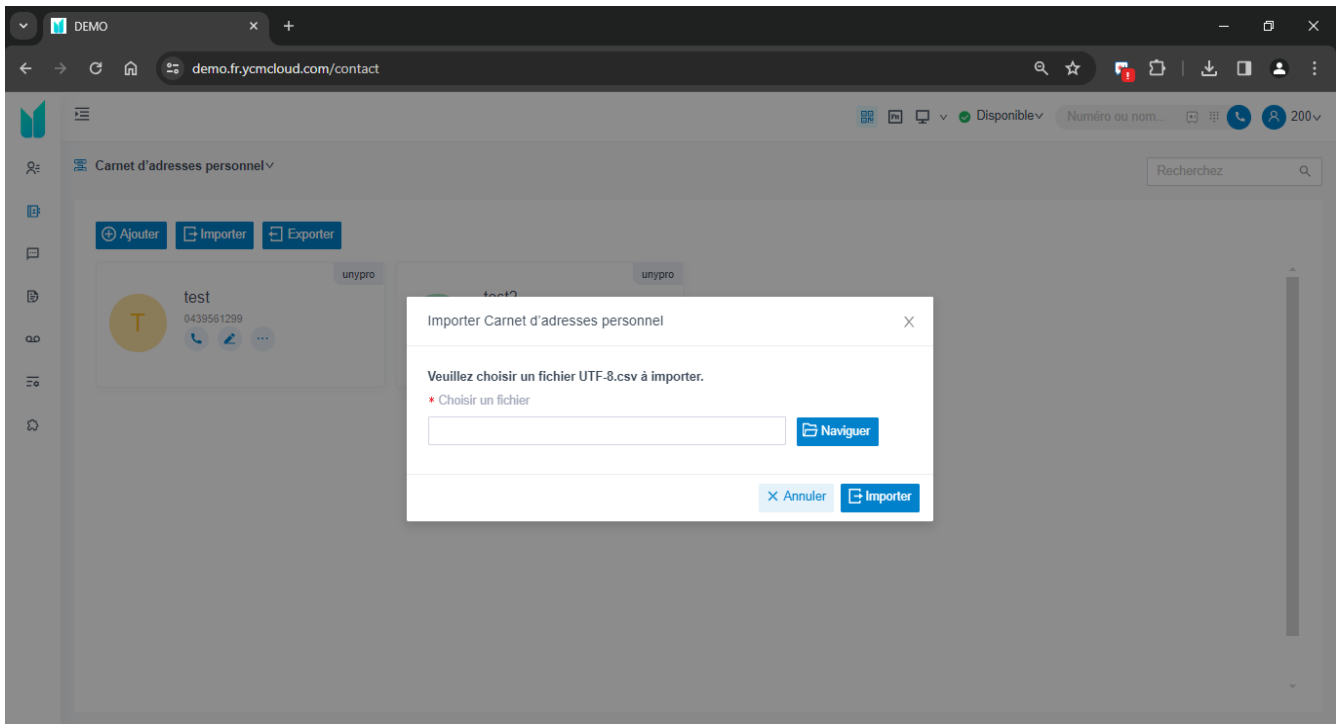 DEMO
demo.fr.ycmcloud.com/contact
Disponible
Numéro ou nom...
200
Carnet d'adresses personnel
Recherchez
Ajouter
Importer
Exporter
unypro
test
0439561299
T
unypro
test2
Importer Carnet d'adresses personnel
Veuillez choisir un fichier UTF-8.csv à importer.
* Choisir un fichier
Naviguer
Annuler
Importer